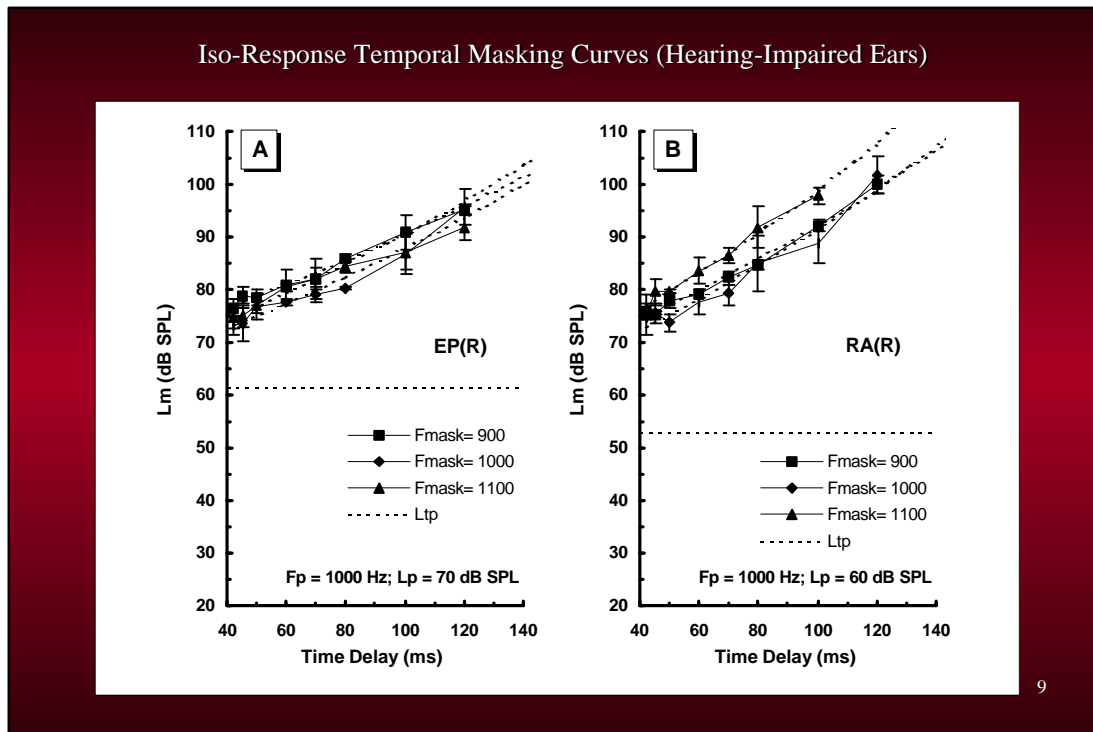 Iso-Response Temporal Masking Curves (Hearing-Impaired Ears)
A
110
100
90
80
70
60
50
40
30
20
Lm (dB SPL)
EP(R)
Fmask= 900
Fmask= 1000
Fmask= 1100
Ltp
Fp = 1000 Hz; Lp = 70 dB SPL
40 60 80 100 120 140
Time Delay (ms)
B
110
100
90
80
70
60
50
40
30
20
Lm (dB SPL)
RA(R)
Fmask= 900
Fmask= 1000
Fmask= 1100
Ltp
Fp = 1000 Hz; Lp = 60 dB SPL
40 60 80 100 120 140
Time Delay (ms)
9